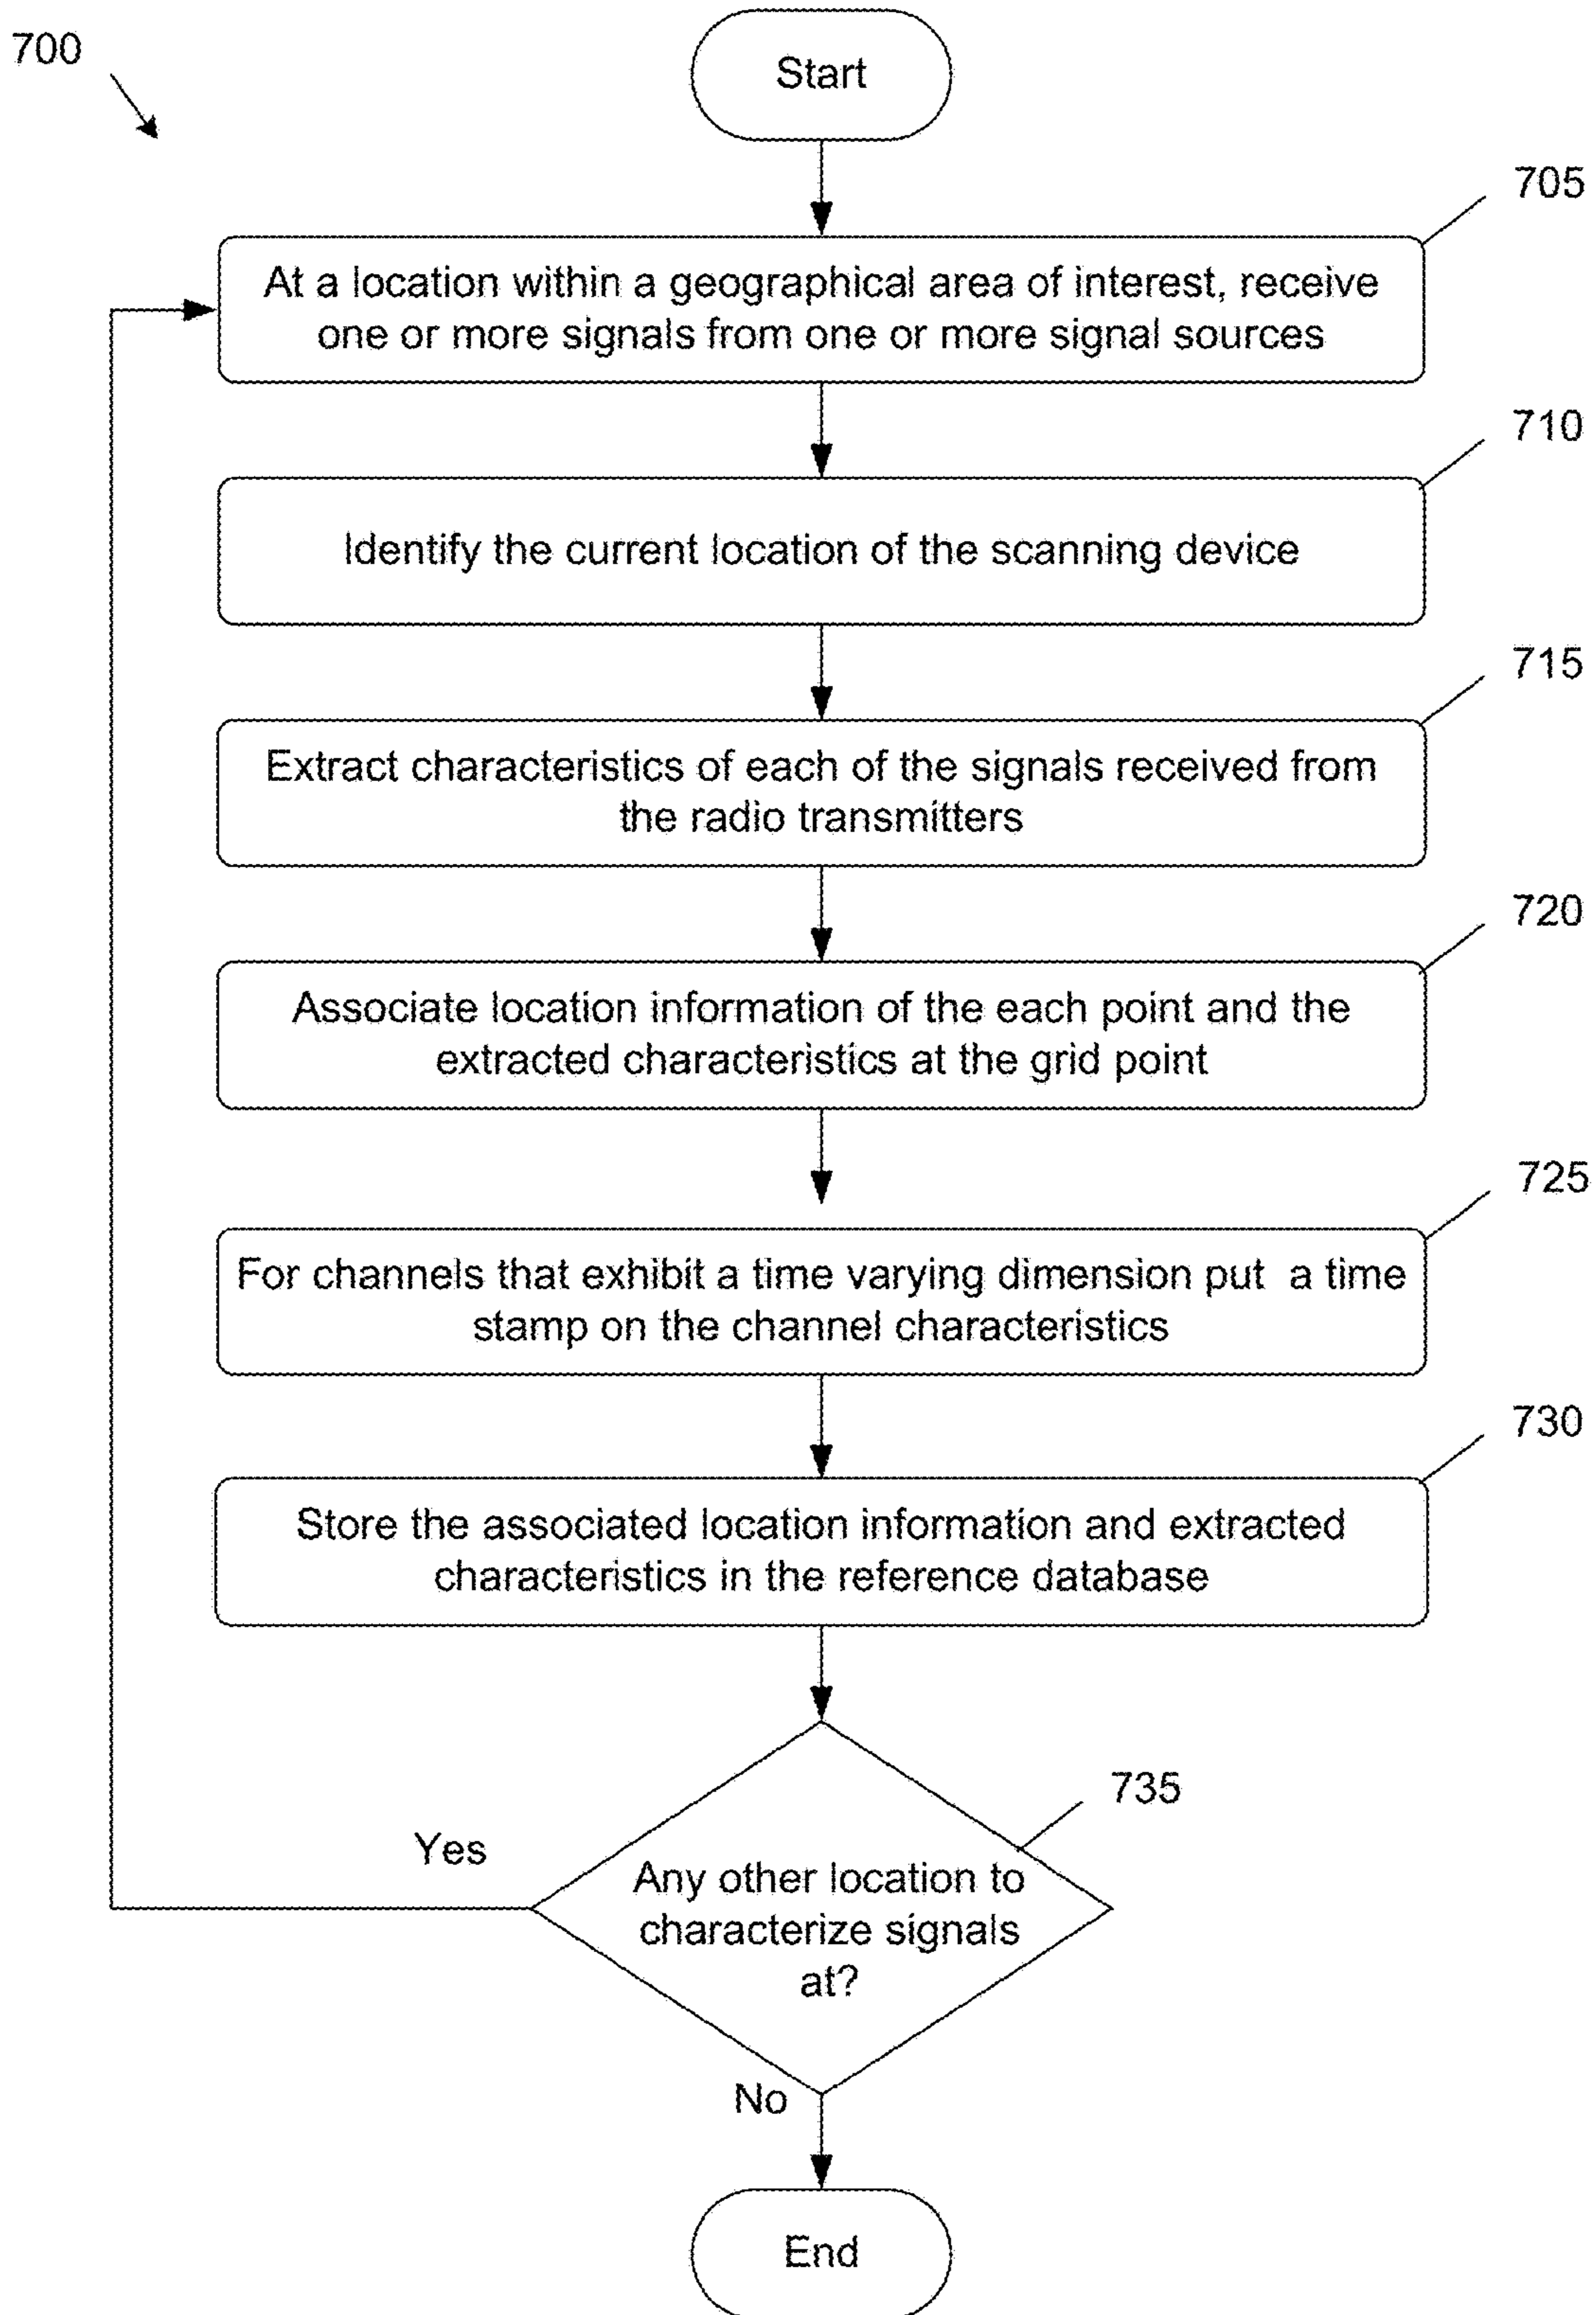 700
Start
705
At a location within a geographical area of interest, receive
one or more signals from one or more signal sources
710
Identify the current location of the scanning device
715
Extract characteristics of each of the signals received from
the radio transmitters
720
Associate location information of the each point and the
extracted characteristics at the grid point
725
For channels that exhibit a time varying dimension put a time
stamp on the channel characteristics
730
Store the associated location information and extracted
characteristics in the reference database
735
Yes
Any other location to
characterize signals
at?
No
End